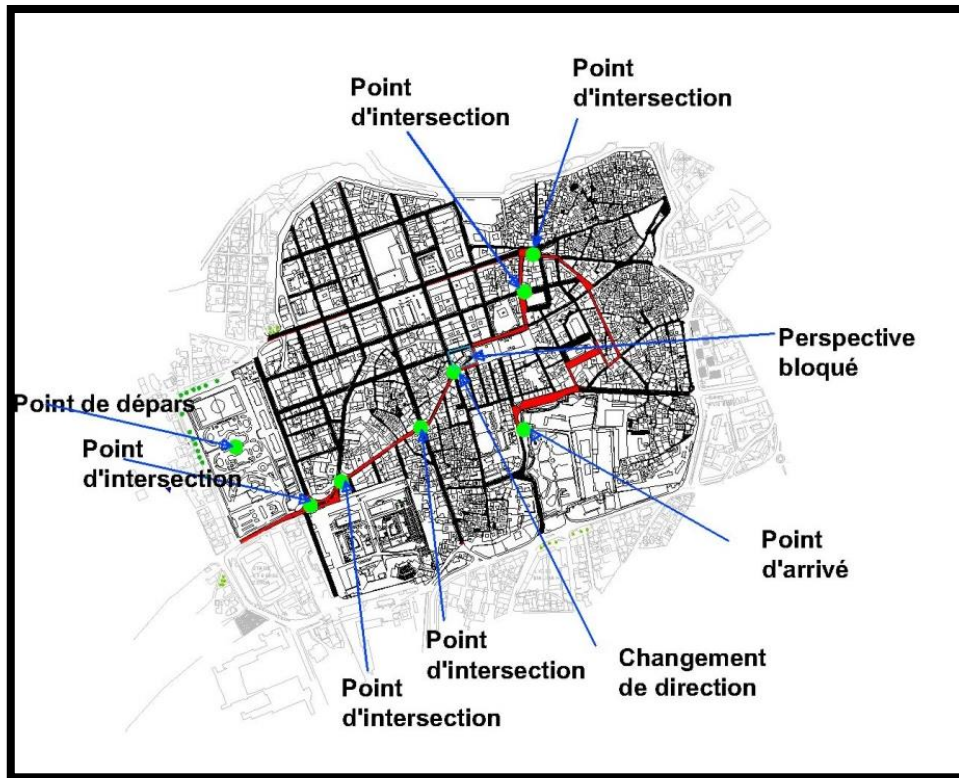 Point
d'intersection
Point
d'intersection
Perspective
bloqué
Point de dépars
Point
d'intersection
Point
d'arrivé
Point
d'intersection
Changement
de direction
Point
d'intersection